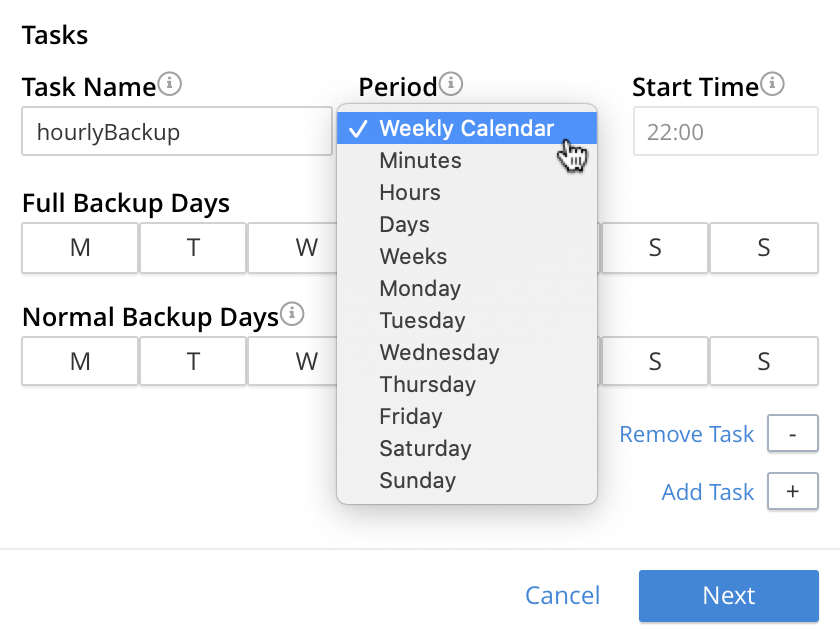 Tasks
Task Name Period Start Time
hourlyBackup ✓ Weekly Calendar 22:00
Minutes
Hours
Full Backup Days
Days
M T W S S
Weeks
Monday
Normal Backup Days
Tuesday
M T W Wednesday S S
Thursday
Friday
Remove Task -
Saturday
Sunday
Add Task +
Cancel Next